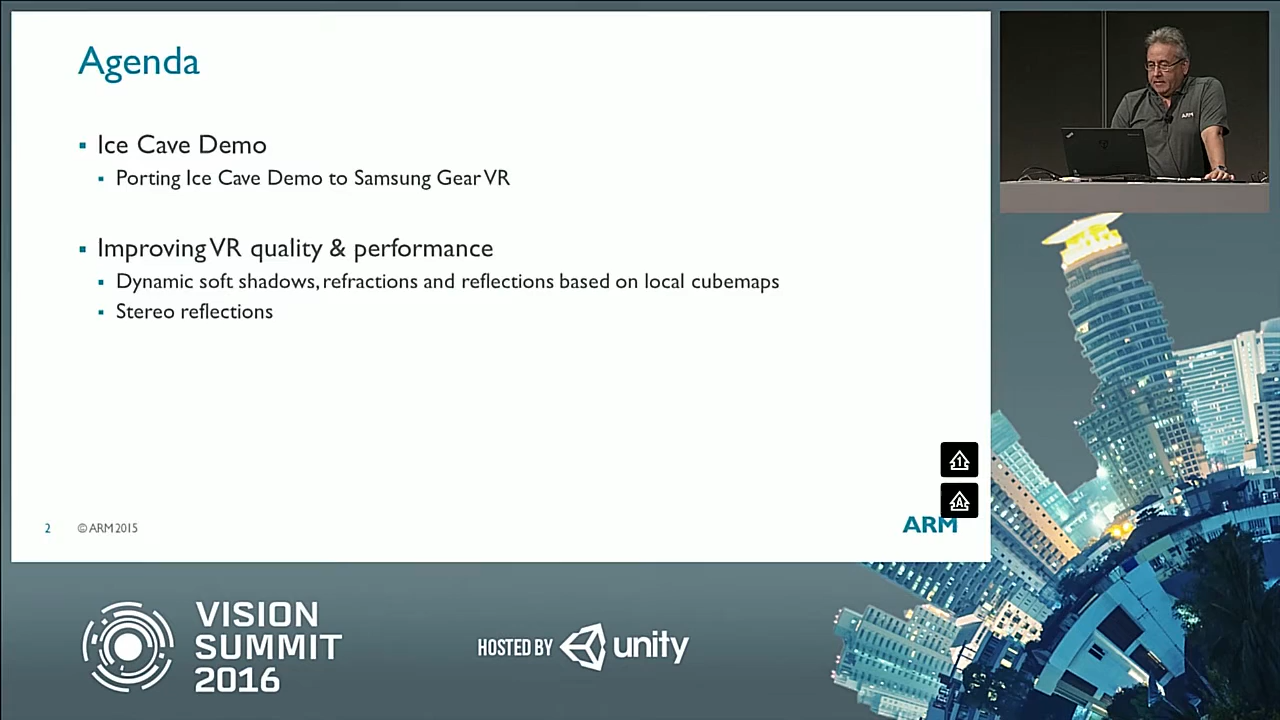 Agenda
Ice Cave Demo
Porting Ice Cave Demo to Samsung Gear VR
Improving VR quality & performance
Dynamic soft shadows, refractions and reflections based on local cubemaps
Stereo reflections
1
A
2 © ARM 2015
ARM
ARM
VISION
SUMMIT
2016
HOSTED BY unity